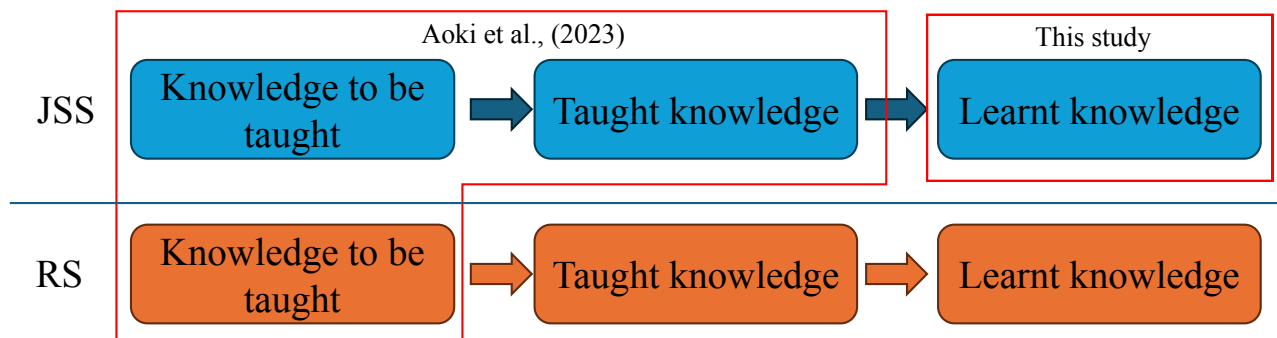 Aoki et al., (2023)
This study
JSS
Knowledge to be
taught
Taught knowledge
Learnt knowledge
RS
Knowledge to be
taught
Taught knowledge
Learnt knowledge